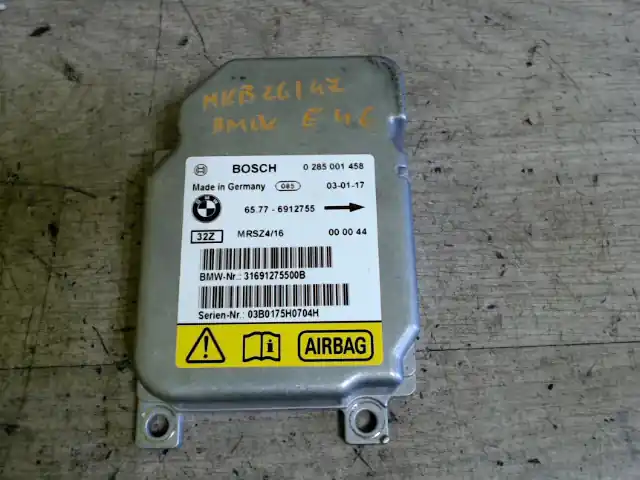 MKB26147
BMW E46
BOSCH 0 285 001 458
Made in Germany 085 03-01-17
65.77 - 6912755
32Z MRSZ4/16 00 00 44
BMW-Nr.: 31691275500B
Serien-Nr.: 03B0175H0704H
AIRBAG